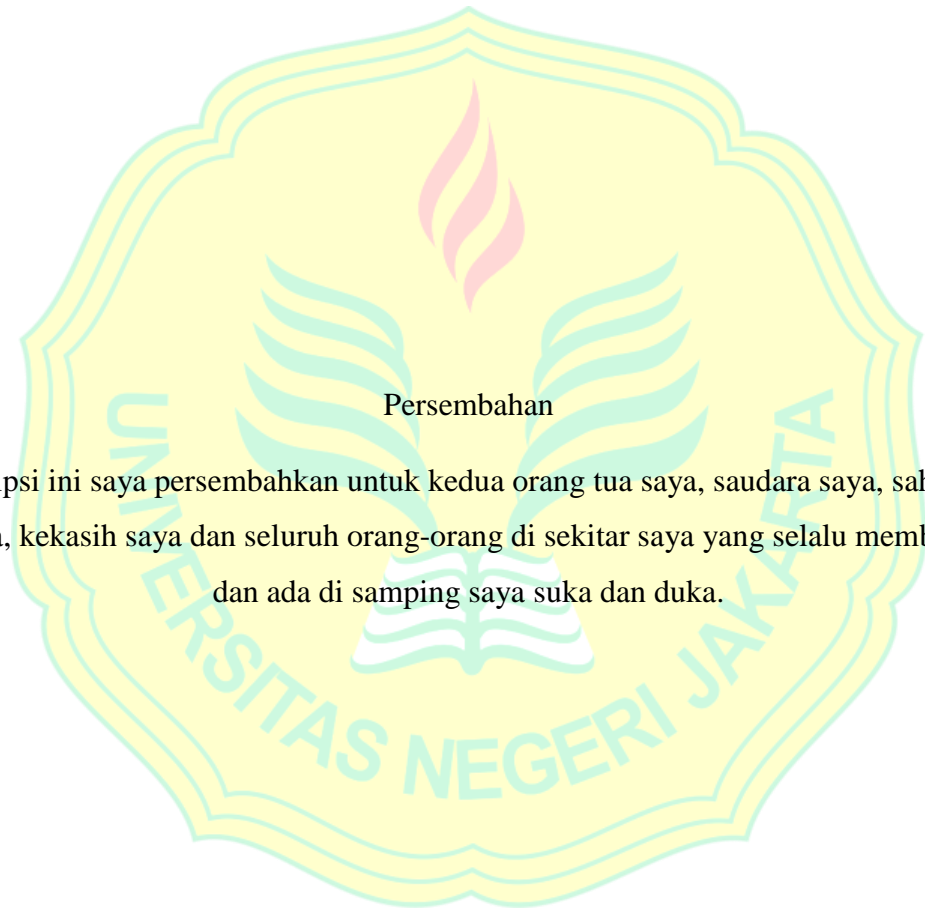 Persembahan
psi ini saya persembahkan untuk kedua orang tua saya, saudara saya, sah
, kekasih saya dan seluruh orang-orang di sekitar saya yang selalu memb
dan ada di samping saya suka dan duka.
UNIVERSITAS NEGERI JAKARTA